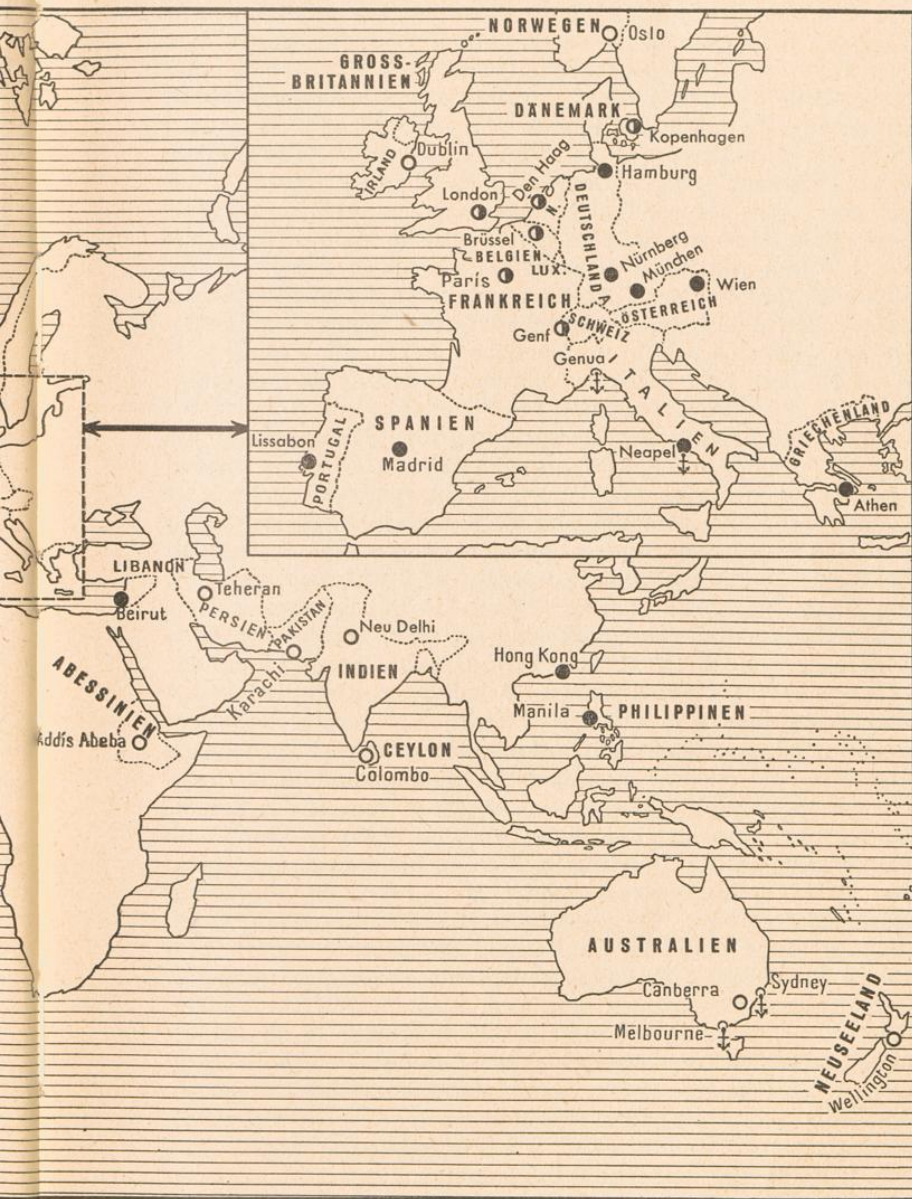 NORWEGEN
Oslo
GROSS-
BRITANNIEN
DÄNEMARK
Kopenhagen
IRLAND
Dublin
Den Haag
Hamburg
London
N.
DEUTSCHLAND
Brüssel
BELGIEN
LUX.
Nürnberg
München
Paris
Wien
FRANKREICH
ÖSTERREICH
SCHWEIZ
Genf
Genua
ITALIEN
SPANIEN
GRIECHENLAND
Lissabon
PORTUGAL
Madrid
Neapel
Athen
LIBANON
Teheran
Beirut
PERSIEN
PAKISTAN
Neu Delhi
Karachi
INDIEN
Hong Kong
ABESSINIEN
Manila
PHILIPPINEN
Addis Abeba
CEYLON
Colombo
AUSTRALIEN
Canberra
Sydney
Melbourne
NEUSEELAND
Wellington